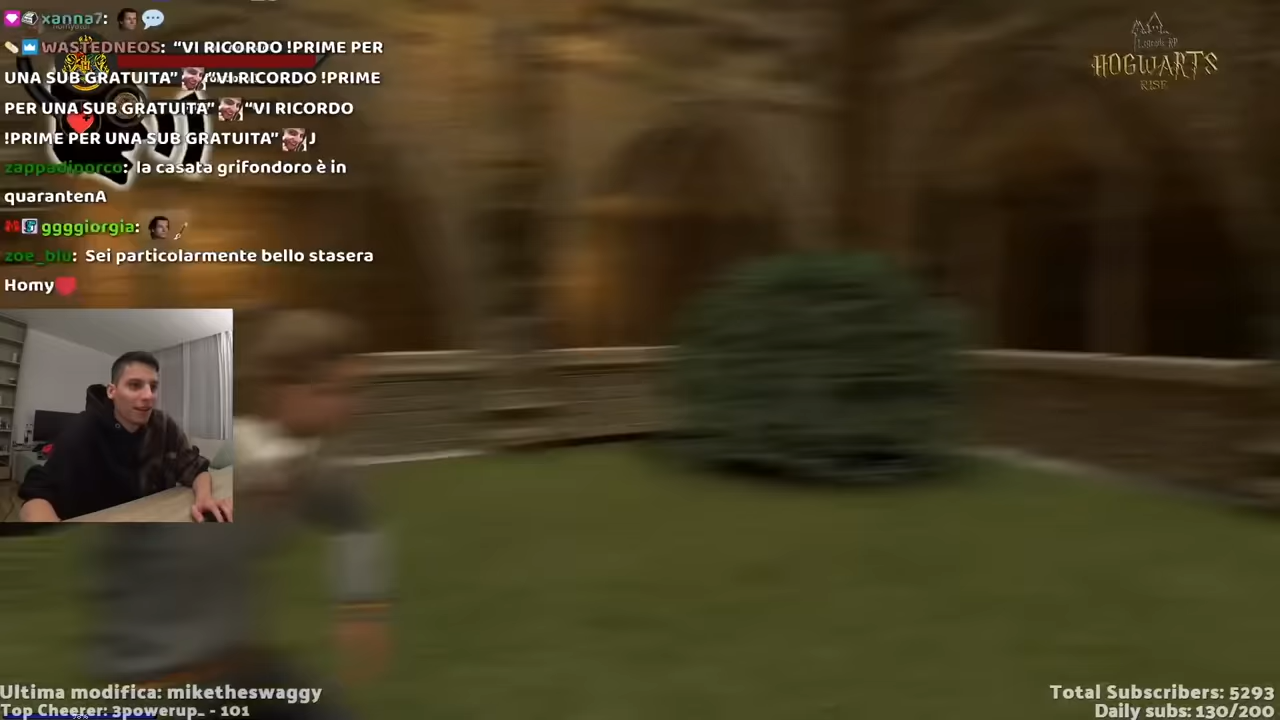 xanna7:
WASTEDNEOS: “VI RICORDO !PRIME PER
UNA SUB GRATUITA” “VI RICORDO !PRIME
PER UNA SUB GRATUITA” “VI RICORDO
!PRIME PER UNA SUB GRATUITA” J
zappadiporco: la casata grifondoro è in
quarantenA
ggggiorgia:
zoe_blu: Sei particolarmente bello stasera
Homy
HOGWARTS
RISE
Ultima modifica: miketheswaggy
Top Cheerer: 3powerup_ - 101
Total Subscribers: 5293
Daily subs: 130/200